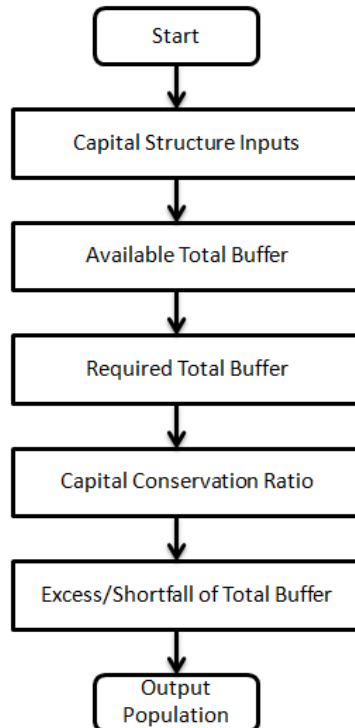 Start
Capital Structure Inputs
Available Total Buffer
Required Total Buffer
Capital Conservation Ratio
Excess/Shortfall of Total Buffer
Output
Population